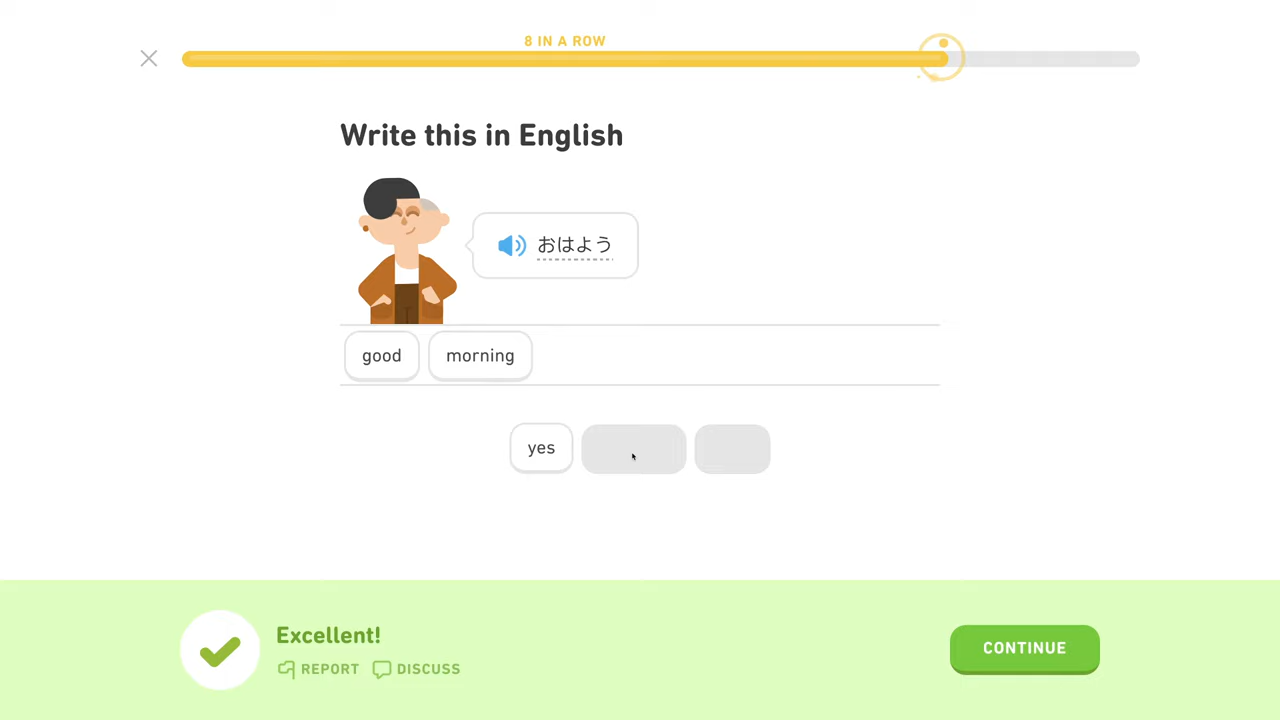 8 IN A ROW
Write this in English
おはよう
good morning
yes
Excellent!
REPORT DISCUSS
CONTINUE